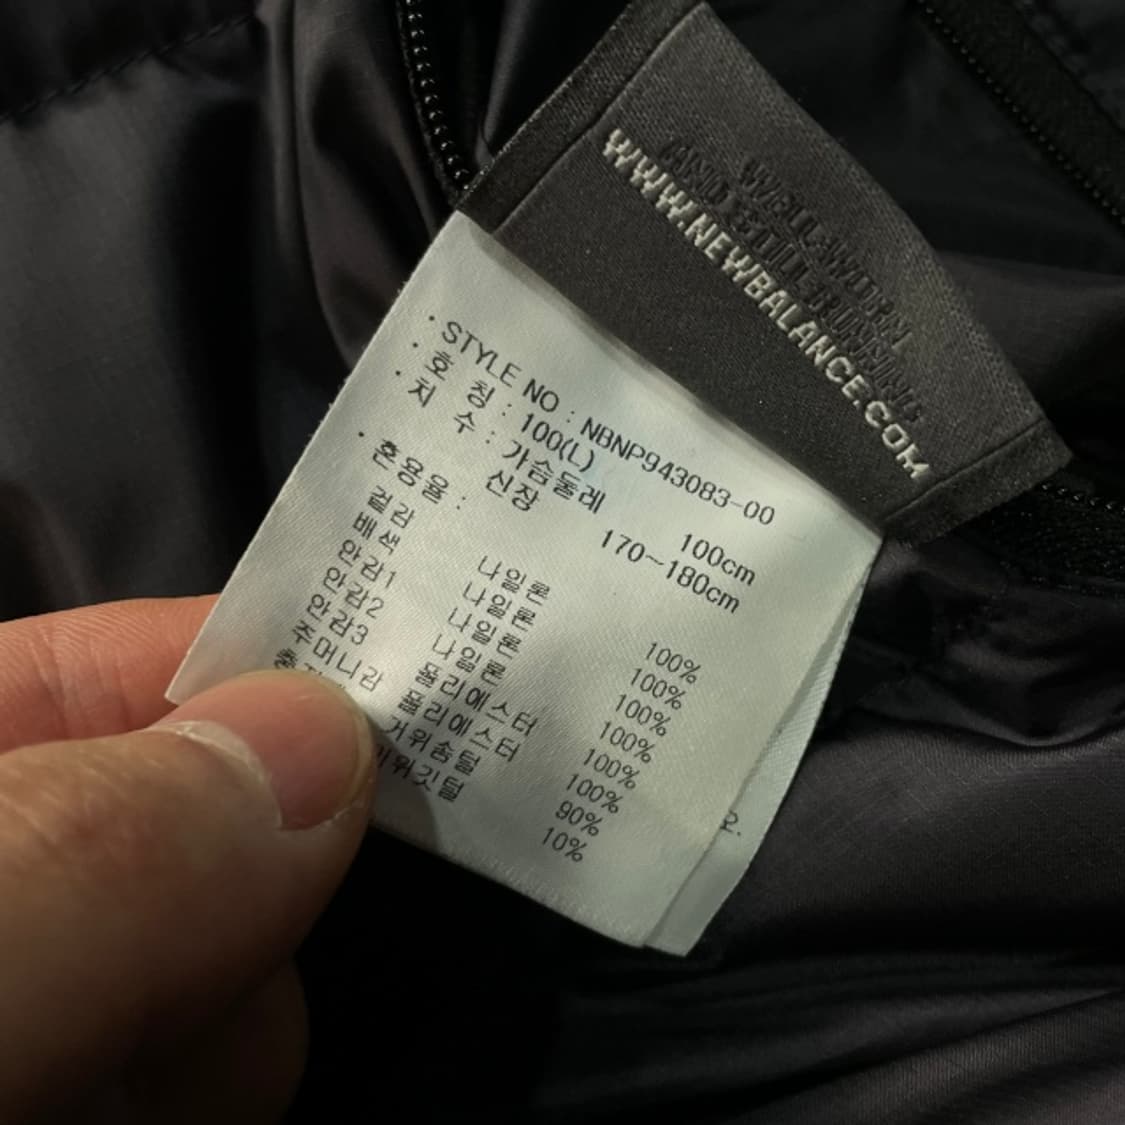 WWW.NEWBALANCE.COM
· STYLE NO : NBNP943083-00
· 호 칭 : 100(L)
· 치 수 : 가슴둘레 100cm
신장 170~180cm
· 혼용율 :
겉감 나일론 100%
배색 나일론 100%
안감1 나일론 100%
안감2 나일론 100%
안감3 폴리에스터 100%
주머니감 폴리에스터 100%
거위솜털 90%
거위깃털 10%
오.